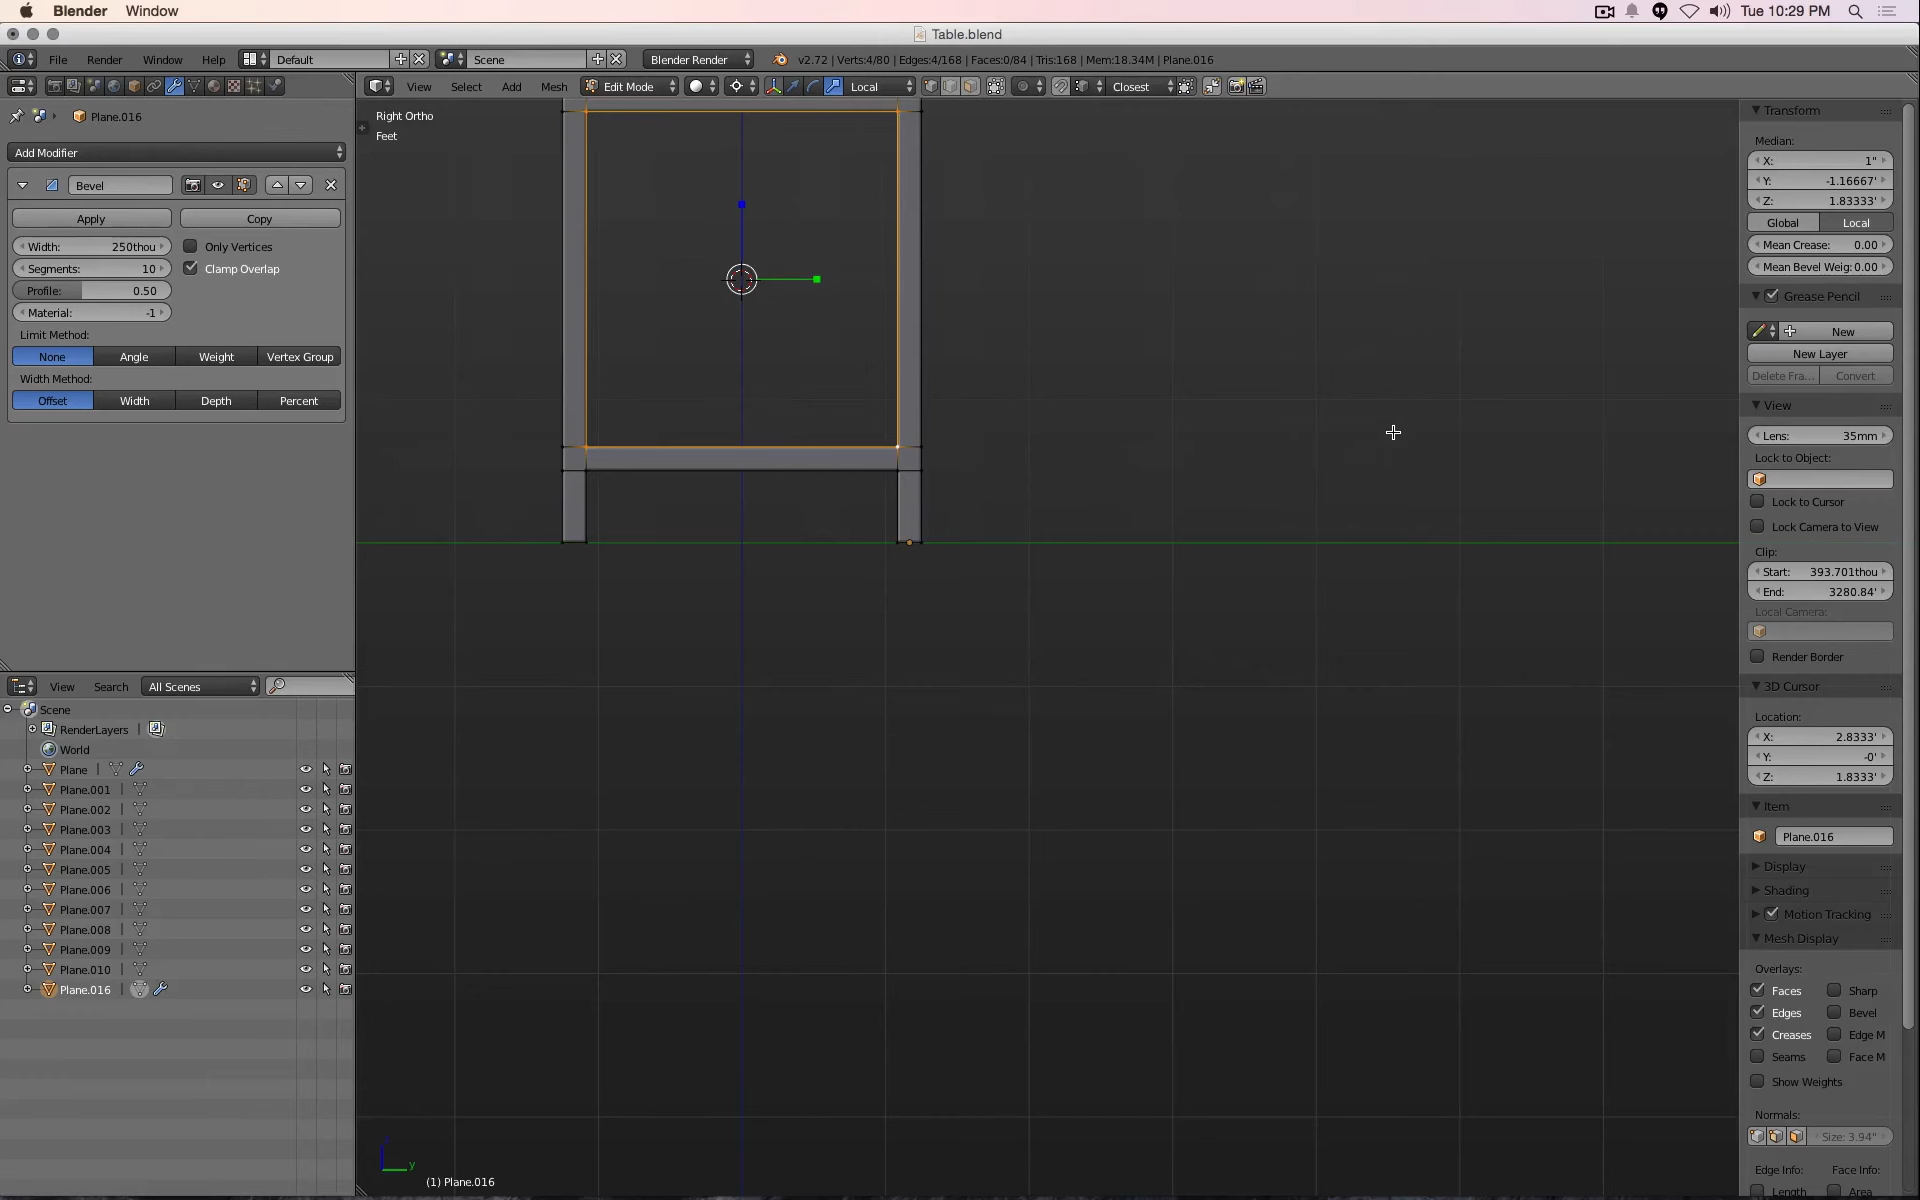 Blender Window Tue 10:29 PM
Table.blend
File Render Window Help Default Scene Blender Render v2.72 | Verts:4/80 | Edges:4/168 | Faces:0/84 | Tris:168 | Mem:18.34M | Plane.016
View Select Add Mesh Edit Mode Local Closest
Plane.016
Add Modifier
Bevel
Apply Copy
Width: 250thou Only Vertices
Segments: 10 Clamp Overlap
Profile: 0.50
Material: -1
Limit Method:
None Angle Weight Vertex Group
Width Method:
Offset Width Depth Percent
View Search All Scenes
Scene
RenderLayers |
World
Plane |
Plane.001 |
Plane.002 |
Plane.003 |
Plane.004 |
Plane.005 |
Plane.006 |
Plane.007 |
Plane.008 |
Plane.009 |
Plane.010 |
Plane.016 |
Right Ortho
Feet
y
(1) Plane.016
Transform
Median:
X: 1"
Y: -1.16667'
Z: 1.83333'
Global Local
Mean Crease: 0.00
Mean Bevel Weig: 0.00
Grease Pencil
New
New Layer
Delete Fra... Convert
View
Lens: 35mm
Lock to Object:
Lock to Cursor
Lock Camera to View
Clip:
Start: 393.701thou
End: 3280.84'
Local Camera:
Render Border
3D Cursor
Location:
X: 2.8333'
Y: -0'
Z: 1.8333'
Item
Plane.016
Display
Shading
Motion Tracking
Mesh Display
Overlays:
Faces Sharp
Edges Bevel
Creases Edge M
Seams Face M
Show Weights
Normals:
Size: 3.94"
Edge Info: Face Info:
Length Area